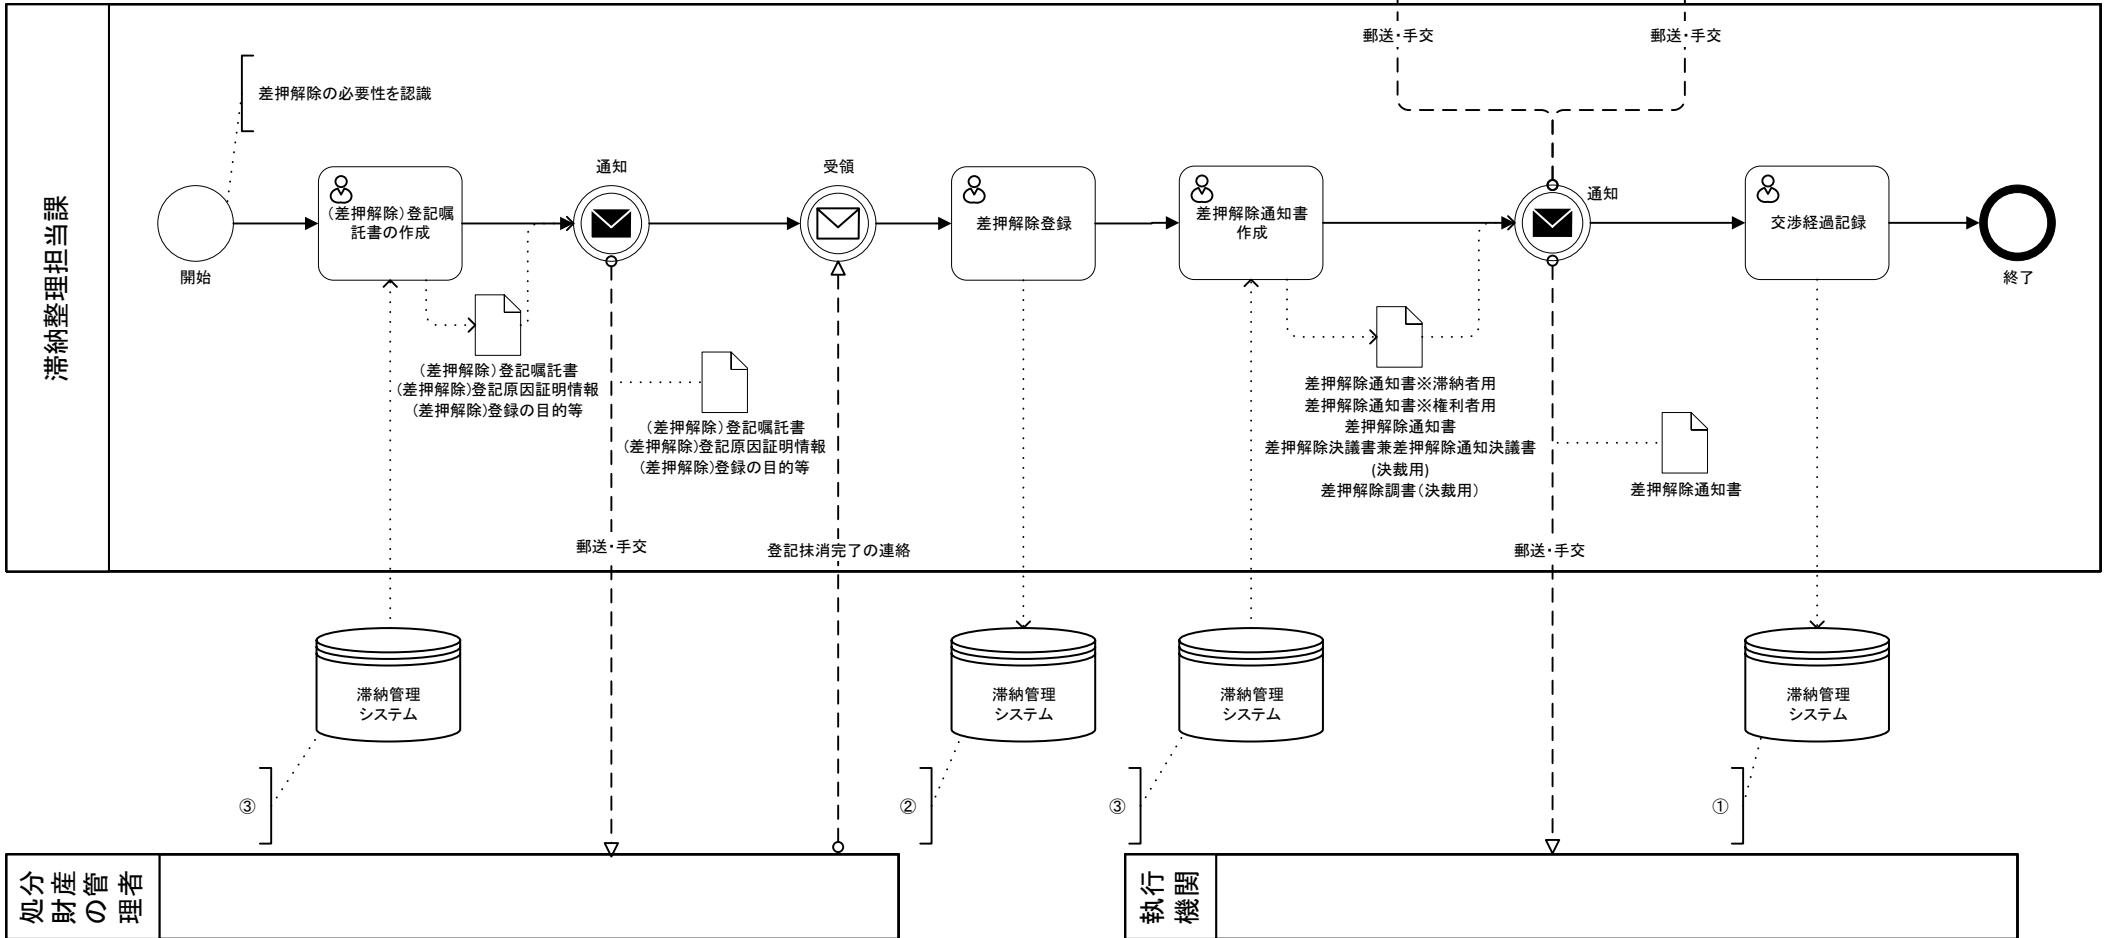 郵送・手交
郵送・手交
滞納整理担当課
差押解除の必要性を認識
開始
（差押解除）登記嘱
託書の作成
通知
受領
差押解除登録
差押解除通知書
作成
通知
交渉経過記録
終了
（差押解除）登記嘱託書
（差押解除)登記原因証明情報
（差押解除)登録の目的等
（差押解除）登記嘱託書
（差押解除)登記原因証明情報
（差押解除)登録の目的等
差押解除通知書※滞納者用
差押解除通知書※権利者用
差押解除通知書
差押解除決議書兼差押解除通知決議書
(決裁用)
差押解除調書（決裁用）
差押解除通知書
郵送・手交
登記抹消完了の連絡
郵送・手交
滞納管理
システム
滞納管理
システム
滞納管理
システム
滞納管理
システム
③
②
③
①
処分
財産
の管
理者
執行
機関